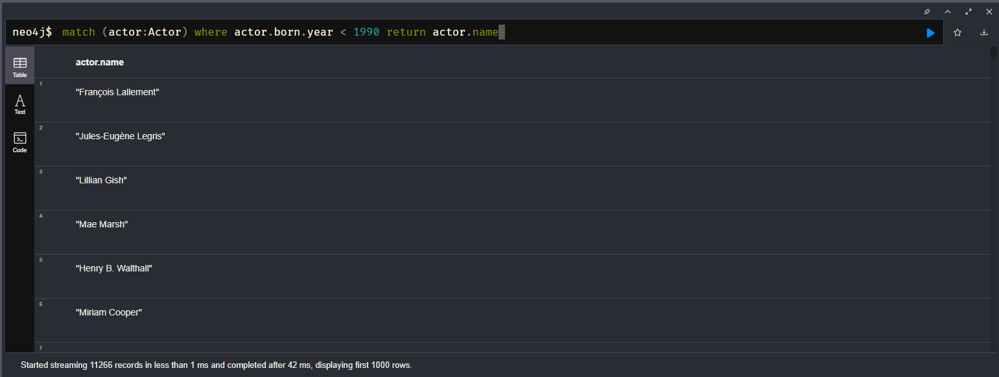 neo4j$ match (actor:Actor) where actor.born.year < 1990 return actor.name
Table
actor.name
1
"François Lallement"
Text
2
"Jules-Eugène Legris"
Code
3
"Lillian Gish"
4
"Mae Marsh"
5
"Henry B. Walthall"
6
"Miriam Cooper"
7
Started streaming 11266 records in less than 1 ms and completed after 42 ms, displaying first 1000 rows.